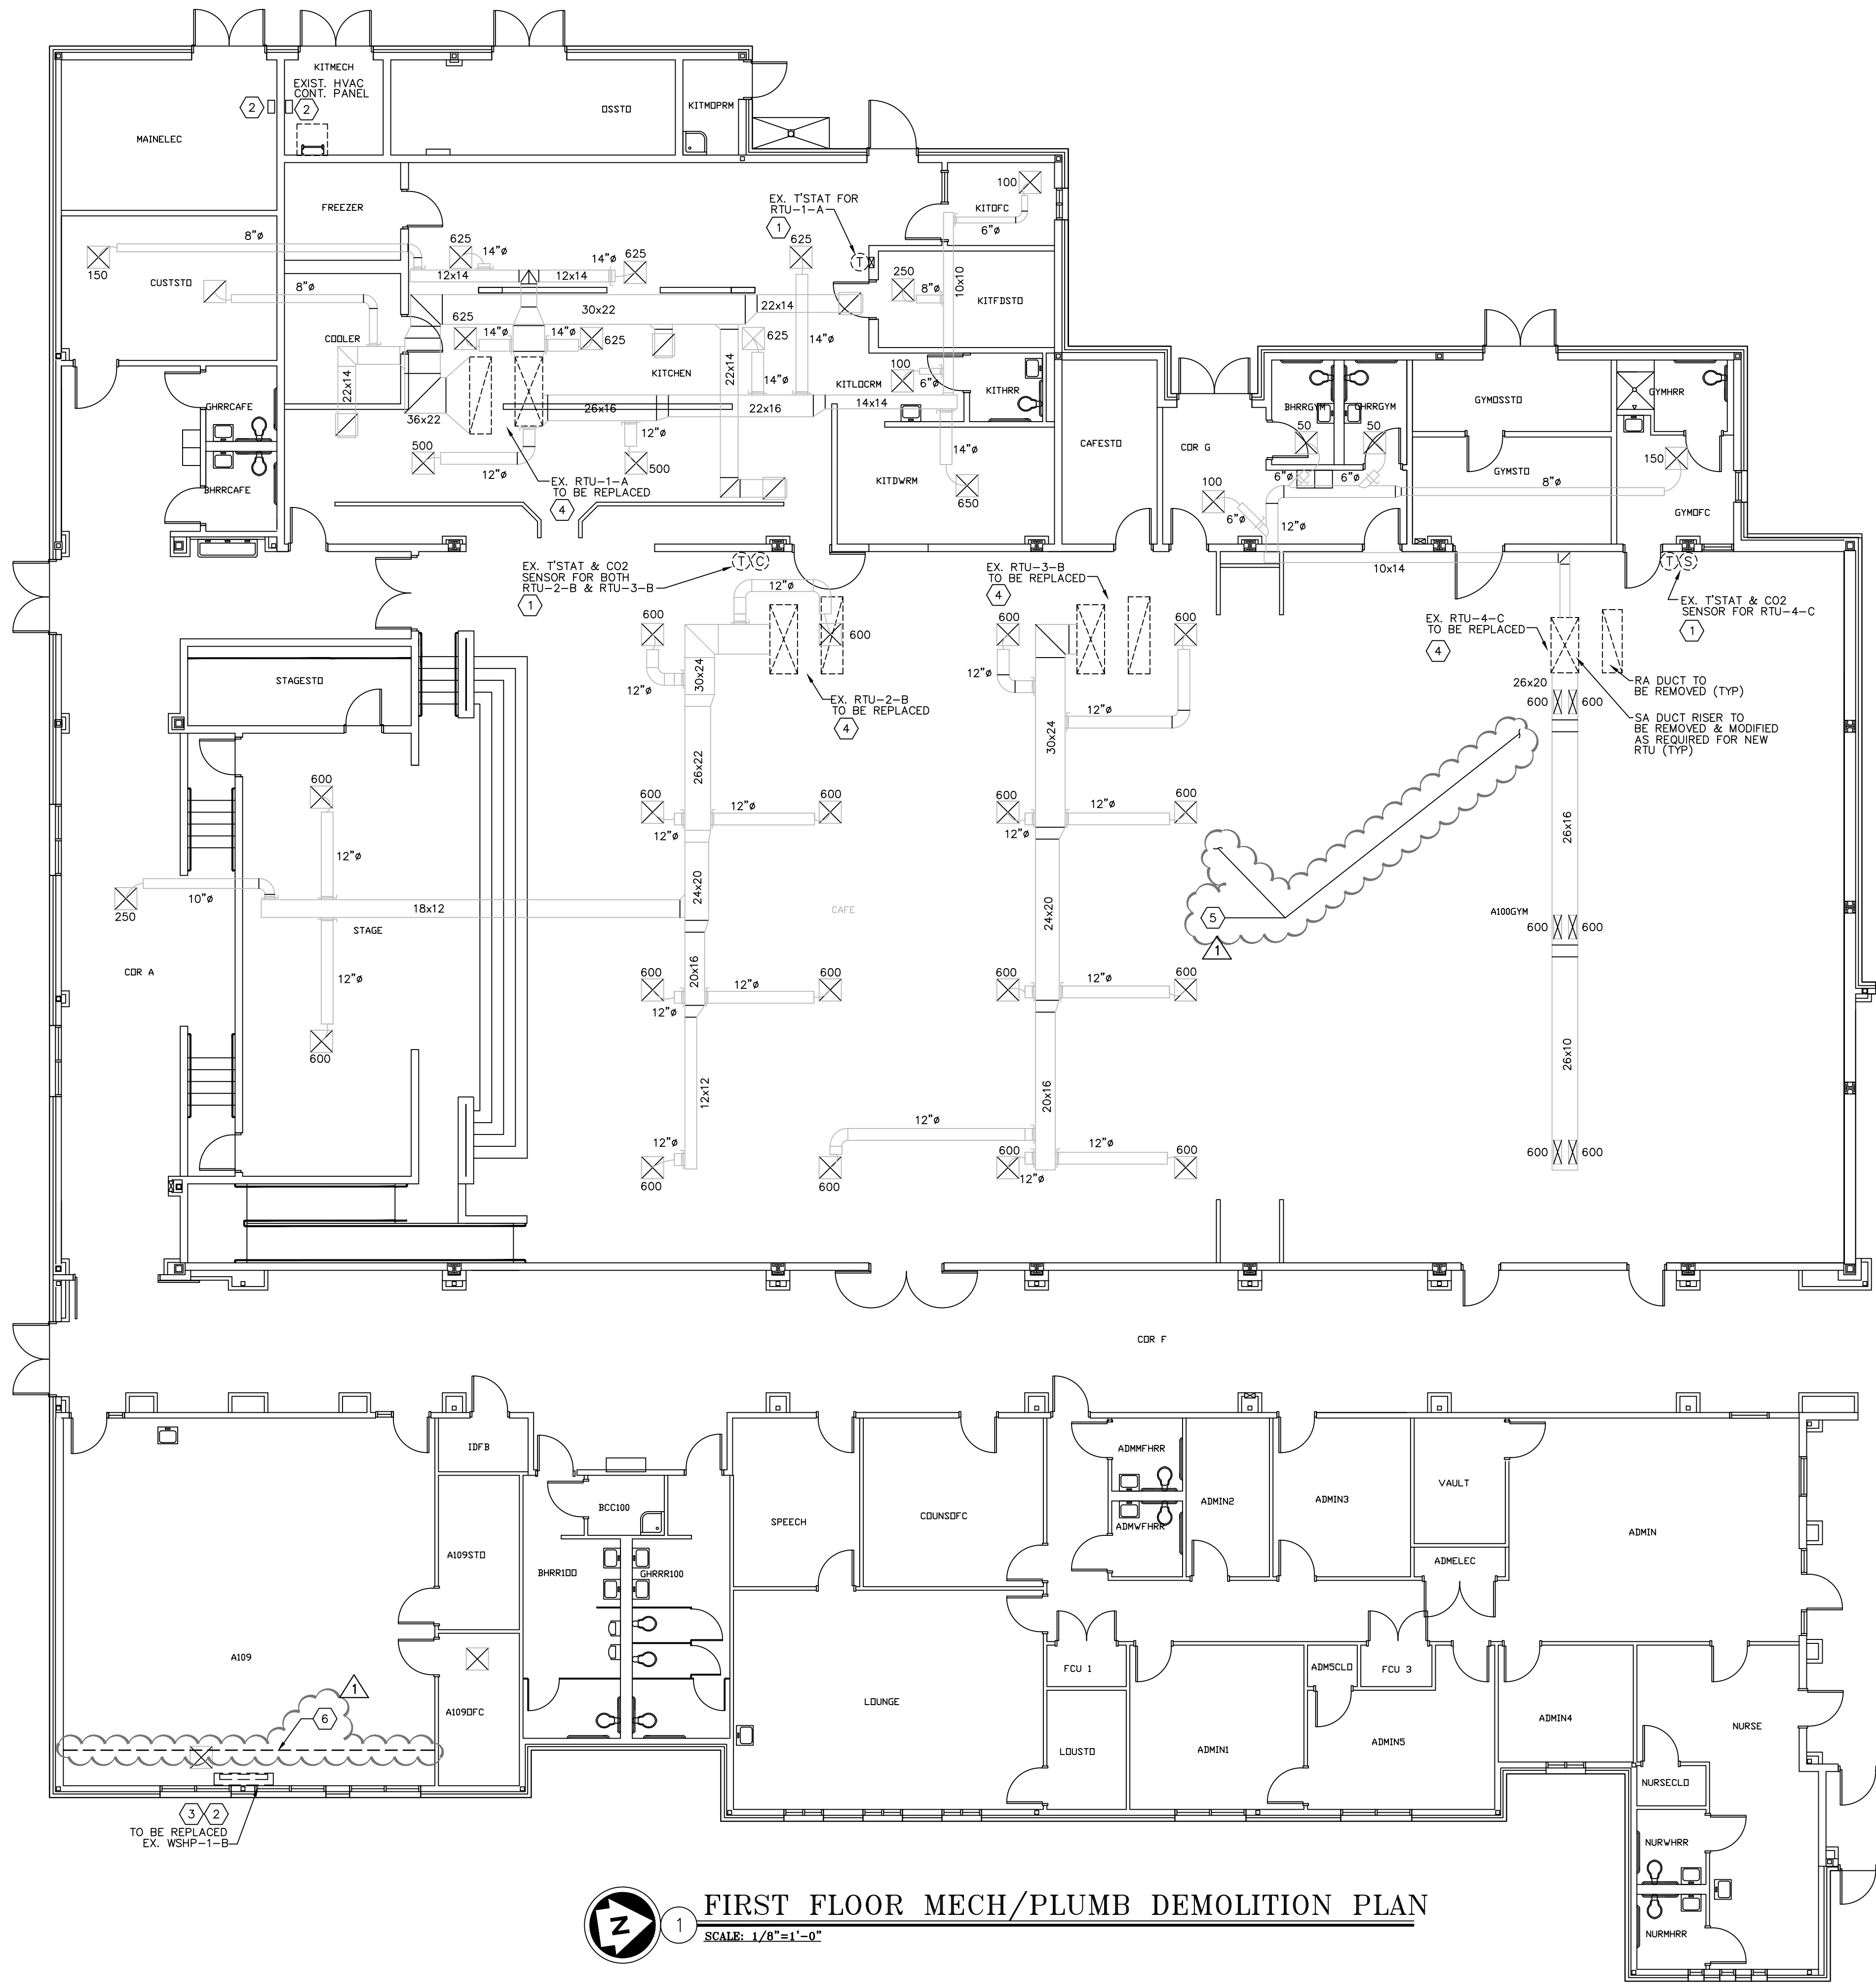 KITMECH
EXIST. HVAC
CONT. PANEL
2
2
OSSTO
KITMOPRM
MAINELEC
FREEZER
EX. T'STAT FOR
RTU-1-A
1
T
100
KITOFC
6"ø
8"ø
150
CUSTSTO
8"ø
625
14"ø
14"ø
625
12x14
12x14
625
250
8"ø
10x10
KITFDSTO
30x22
22x14
COOLER
625
14"ø
14"ø
625
625
14"ø
22x14
KITCHEN
22x14
14"ø
KITLOCRM
100
6"ø
KITHRR
36x22
26x16
22x16
14x14
12"ø
500
12"ø
500
14"ø
650
KITDWRM
CAFESTO
GHRRCAFE
BHRRCAFE
EX. RTU-1-A
TO BE REPLACED
4
COR G
BHRRGYM
GHRRGYM
50
50
6"ø
6"ø
100
6"ø
12"ø
GYMOSSTO
GYMSTO
GYMHRR
150
8"ø
GYMOFC
10x14
EX. T'STAT & CO2
SENSOR FOR BOTH
RTU-2-B & RTU-3-B
1
T
C
12"ø
EX. RTU-3-B
TO BE REPLACED
4
T
S
EX. T'STAT & CO2
SENSOR FOR RTU-4-C
1
EX. RTU-4-C
TO BE REPLACED
4
600
600
600
600
12"ø
30x24
12"ø
EX. RTU-2-B
TO BE REPLACED
4
12"ø
30x24
26x20
600
600
RA DUCT TO
BE REMOVED (TYP)
SA DUCT RISER TO
BE REMOVED & MODIFIED
AS REQUIRED FOR NEW
RTU (TYP)
STAGESTO
26x22
600
600
12"ø
600
12"ø
600
12"ø
600
12"ø
12"ø
26x16
12"ø
24x20
10"ø
250
18x12
STAGE
CAFE
24x20
5
1
A100GYM
600
600
COR A
12"ø
600
20x16
12"ø
600
12"ø
600
12"ø
600
600
26x10
12x12
20x16
12"ø
12"ø
600
600
600
12"ø
12"ø
600
600
600
COR F
IDFB
BCC100
A109STO
BHRR100
GHRRR100
SPEECH
COUNSOFC
ADMMFHRR
ADMWFHRR
ADMIN2
ADMIN3
VAULT
ADMELEC
ADMIN
A109
1
6
A109OFC
LOUNGE
FCU 1
LOUSTO
ADMIN1
ADM5CLO
FCU 3
ADMIN5
ADMIN4
NURSE
NURSECLO
NURWHRR
NURMHRR
3
2
TO BE REPLACED
EX. WSHP-1-B
N
1
FIRST FLOOR MECH/PLUMB DEMOLITION PLAN
SCALE: 1/8"=1'-0"